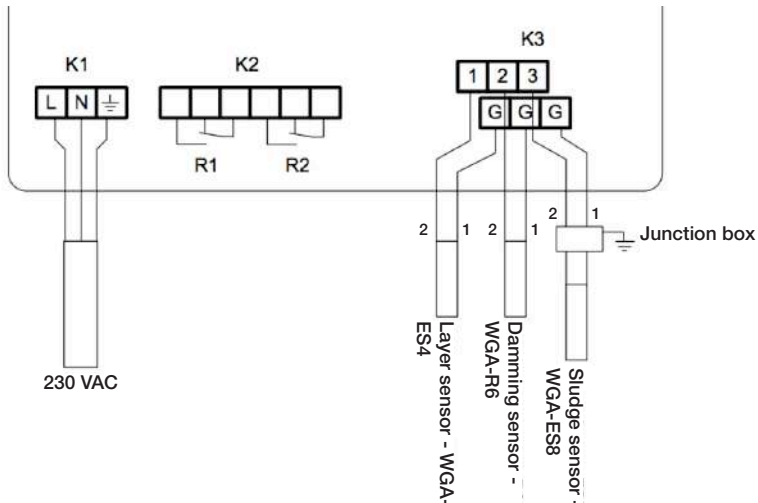 K1
K2
K3
L N
1 2 3
G G G
R1
R2
2 1
2 1
2 1
Junction box
230 VAC
Layer sensor - WGA-
ES4
Damming sensor -
WGA-R6
Sludge sensor -
WGA-ES8